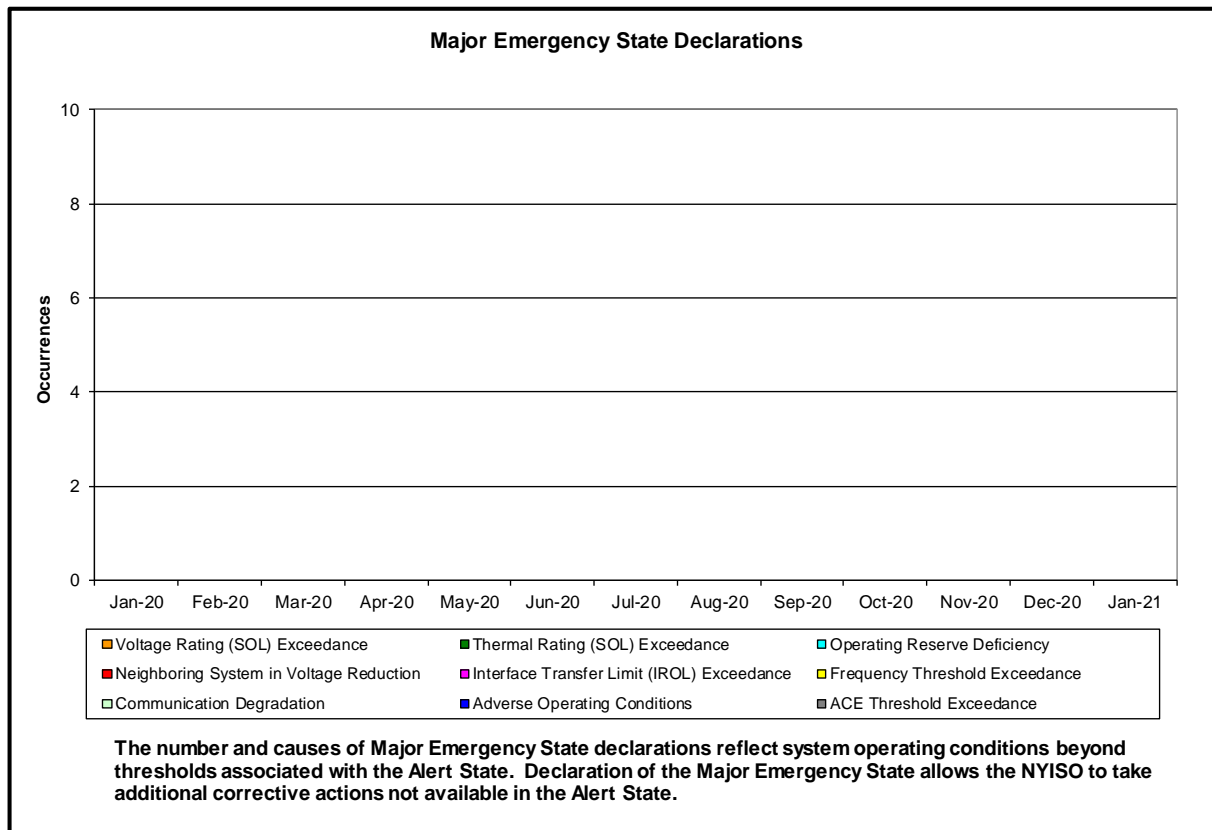 Major Emergency State Declarations
10
8
6
4
2
0
Occurrences
Jan-20 Feb-20 Mar-20 Apr-20 May-20 Jun-20 Jul-20 Aug-20 Sep-20 Oct-20 Nov-20 Dec-20 Jan-21
Voltage Rating (SOL) Exceedance Thermal Rating (SOL) Exceedance Operating Reserve Deficiency
Neighboring System in Voltage Reduction Interface Transfer Limit (IROL) Exceedance Frequency Threshold Exceedance
Communication Degradation Adverse Operating Conditions ACE Threshold Exceedance
The number and causes of Major Emergency State declarations reflect system operating conditions beyond
thresholds associated with the Alert State. Declaration of the Major Emergency State allows the NYISO to take
additional corrective actions not available in the Alert State.